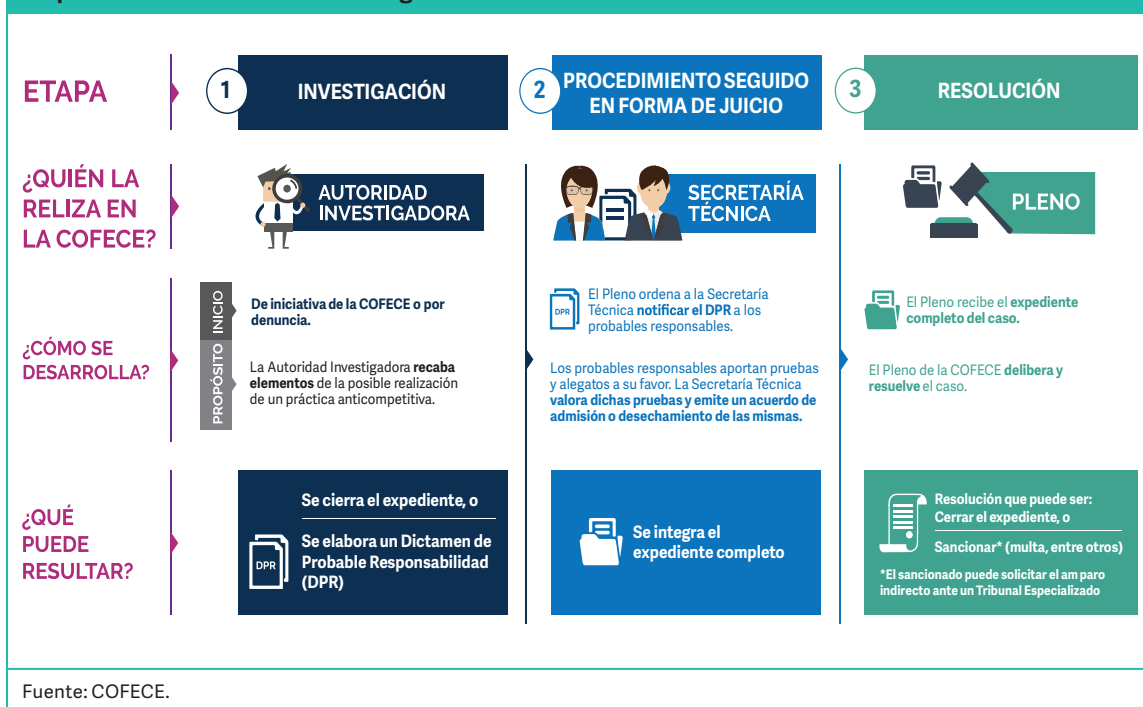 ETAPA
1
INVESTIGACIÓN
2
PROCEDIMIENTO SEGUIDO
EN FORMA DE JUICIO
3
RESOLUCIÓN
¿QUIÉN LA
RELIZA EN
LA COFECE?
AUTORIDAD
INVESTIGADORA
SECRETARÍA
TÉCNICA
PLENO
¿CÓMO SE
DESARROLLA?
INICIO
De iniciativa de la COFECE o por
denuncia.
PROPÓSITO
La Autoridad Investigadora recaba
elementos de la posible realización
de un práctica anticompetitiva.
DPR
El Pleno ordena a la Secretaría
Técnica notificar el DPR a los
probables responsables.
Los probables responsables aportan pruebas
y alegatos a su favor. La Secretaría Técnica
valora dichas pruebas y emite un acuerdo de
admisión o desechamiento de las mismas.
El Pleno recibe el expediente
completo del caso.
El Pleno de la COFECE delibera y
resuelve el caso.
¿QUÉ
PUEDE
RESULTAR?
Se cierra el expediente, o
DPR
Se elabora un Dictamen de
Probable Responsabilidad
(DPR)
Se integra el
expediente completo
Resolución que puede ser:
Cerrar el expediente, o
Sancionar* (multa, entre otros)
*El sancionado puede solicitar el am paro
indirecto ante un Tribunal Especializado
Fuente: COFECE.